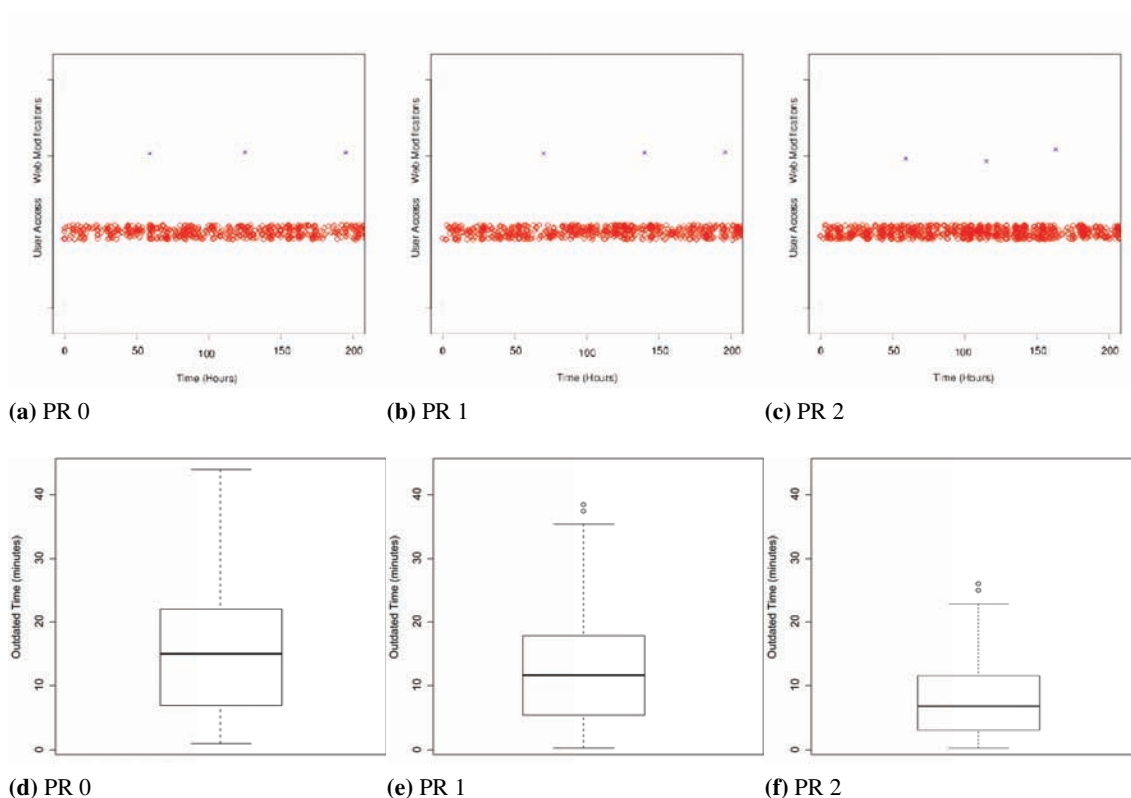 User Access Web Modifications
0 50 100 150 200
Time (Hours)
(a) PR 0
User Access Web Modifications
0 50 100 150 200
Time (Hours)
(b) PR 1
User Access Web Modifications
0 50 100 150 200
Time (Hours)
(c) PR 2
Outdated Time (minutes)
0 10 20 30 40
(d) PR 0
Outdated Time (minutes)
0 10 20 30 40
(e) PR 1
Outdated Time (minutes)
0 10 20 30 40
(f) PR 2